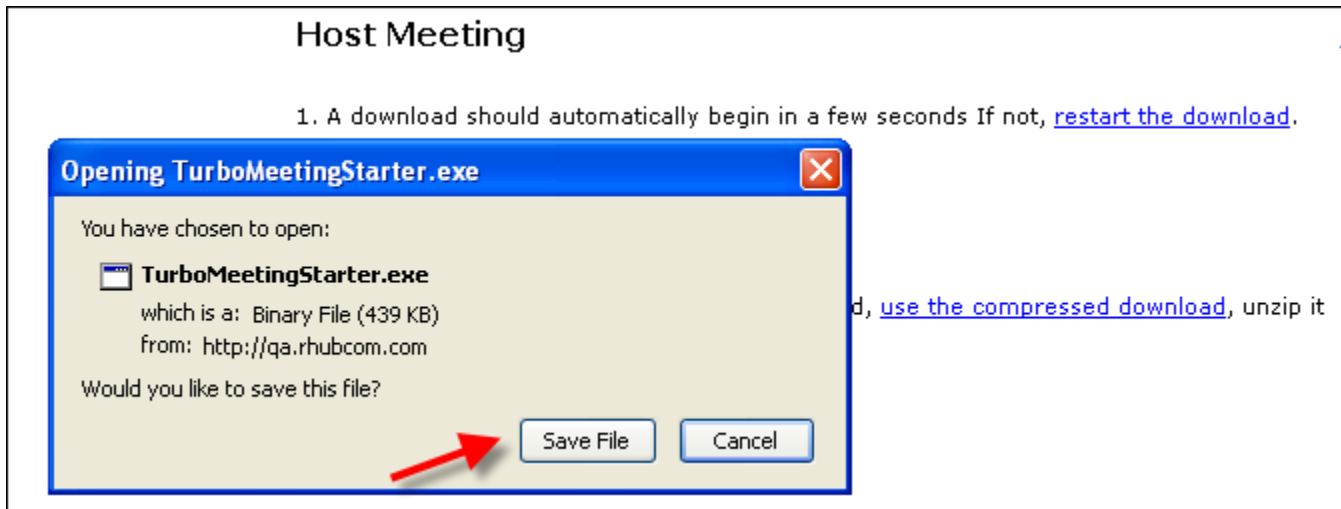 Host Meeting
1. A download should automatically begin in a few seconds If not, restart the download.
Opening TurboMeetingStarter.exe
You have chosen to open:
TurboMeetingStarter.exe
which is a: Binary File (439 KB)
from: http://qa.rhubcom.com
d, use the compressed download, unzip it
Would you like to save this file?
Save File
Cancel